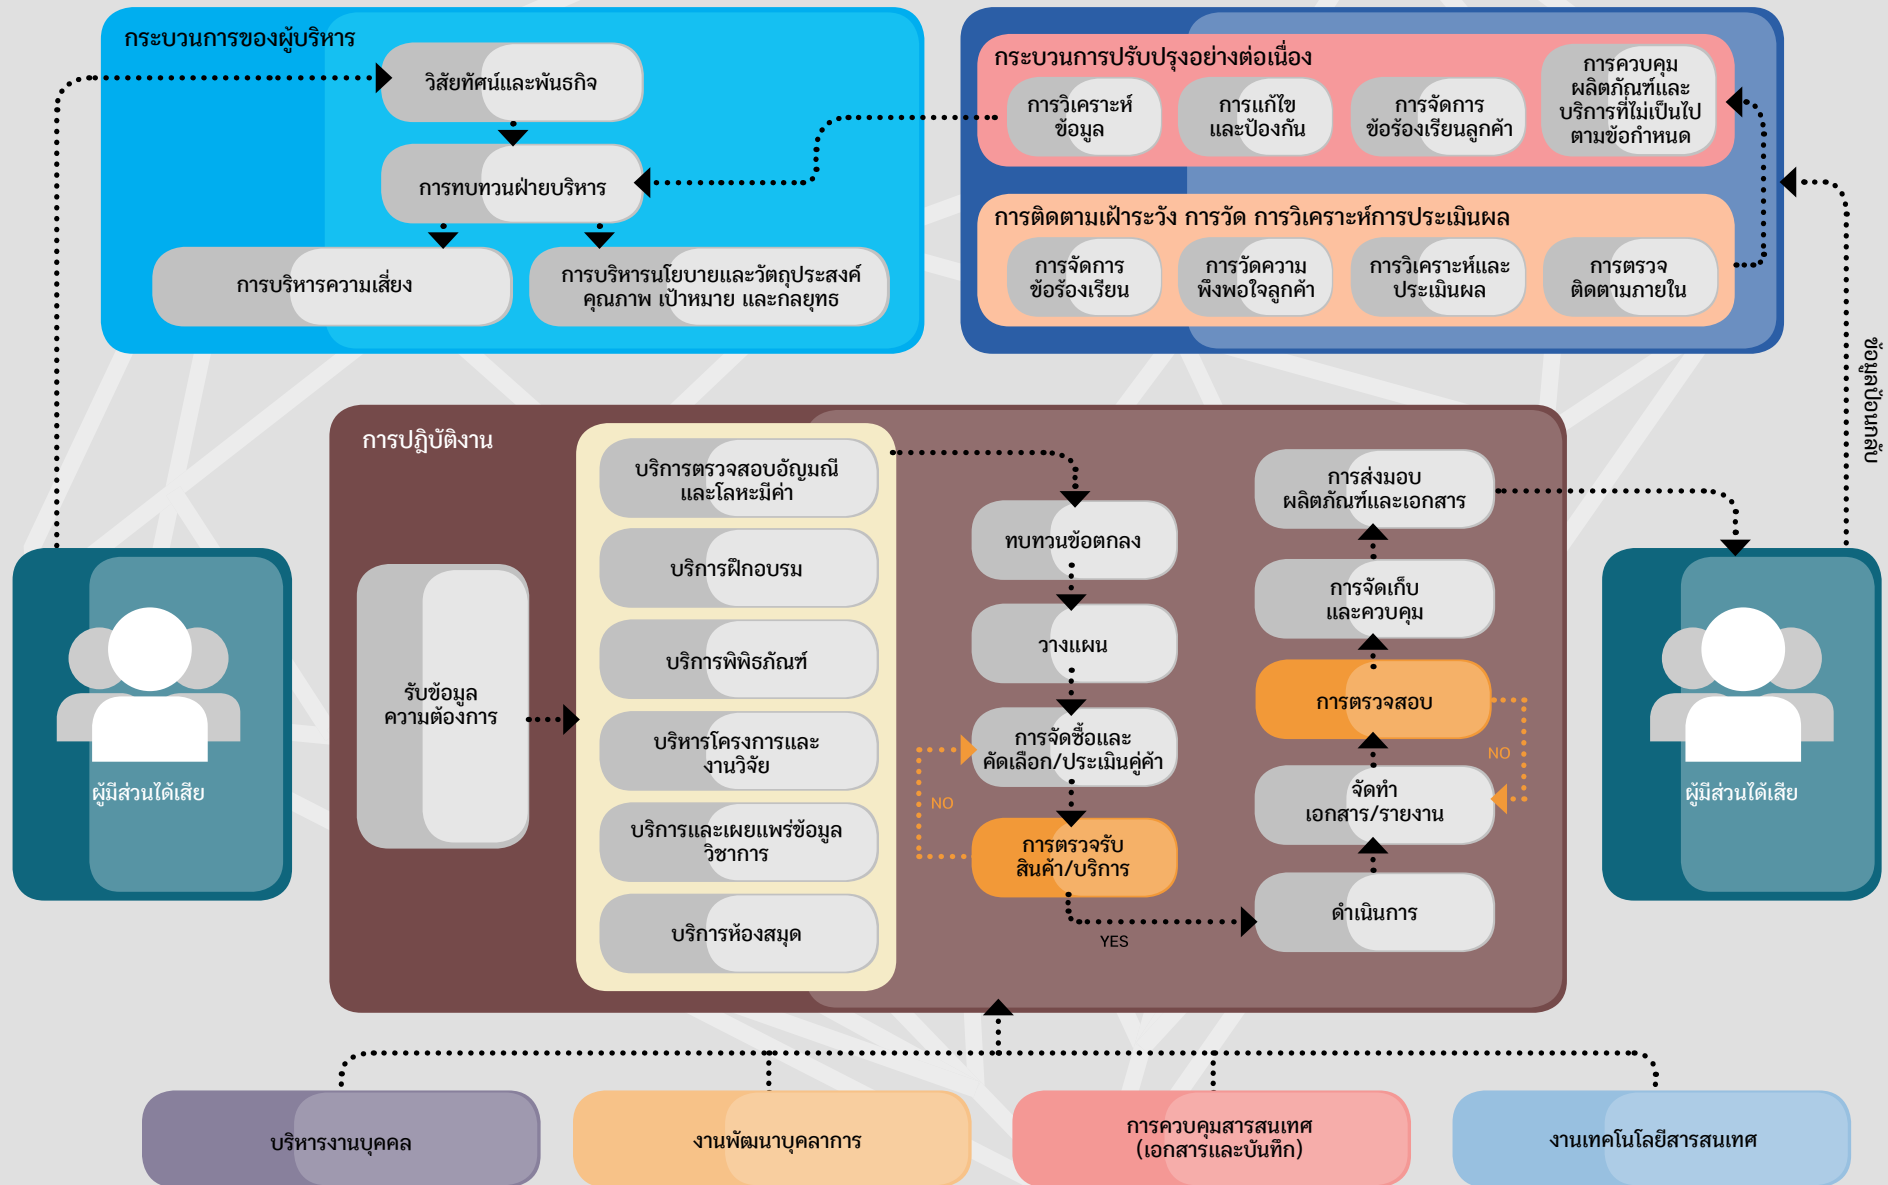 กระบวนการของผู้บริหาร
วิสัยทัศน์และพันธกิจ
การทบทวนฝ่ายบริหาร
การบริหารความเสี่ยง
การบริหารนโยบายและวัตถุประสงค์
คุณภาพ เป้าหมาย และกลยุทธ
กระบวนการปรับปรุงอย่างต่อเนื่อง
การวิเคราะห์
ข้อมูล
การแก้ไข
และป้องกัน
การจัดการ
ข้อร้องเรียนลูกค้า
การควบคุม
ผลิตภัณฑ์และ
บริการที่ไม่เป็นไป
ตามข้อกำหนด
การติดตามเฝ้าระวัง การวัด การวิเคราะห์การประเมินผล
การจัดการ
ข้อร้องเรียน
การวัดความ
พึงพอใจลูกค้า
การวิเคราะห์และ
ประเมินผล
การตรวจ
ติดตามภายใน
ข้อมูลป้อนกลับ
การปฎิบัติงาน
ผู้มีส่วนได้เสีย
รับข้อมูล
ความต้องการ
บริการตรวจสอบอัญมณี
และโลหะมีค่า
บริการฝึกอบรม
บริการพิพิธภัณฑ์
บริหารโครงการและ
งานวิจัย
บริการและเผยแพร่ข้อมูล
วิชาการ
บริการห้องสมุด
ทบทวนข้อตกลง
วางแผน
การจัดซื้อและ
คัดเลือก/ประเมินคู่ค้า
NO
การตรวจรับ
สินค้า/บริการ
YES
การส่งมอบ
ผลิตภัณฑ์และเอกสาร
การจัดเก็บ
และควบคุม
การตรวจสอบ
NO
จัดทำ
เอกสาร/รายงาน
ดำเนินการ
ผู้มีส่วนได้เสีย
บริหารงานบุคคล
งานพัฒนาบุคลาการ
การควบคุมสารสนเทศ
(เอกสารและบันทึก)
งานเทคโนโลยีสารสนเทศ